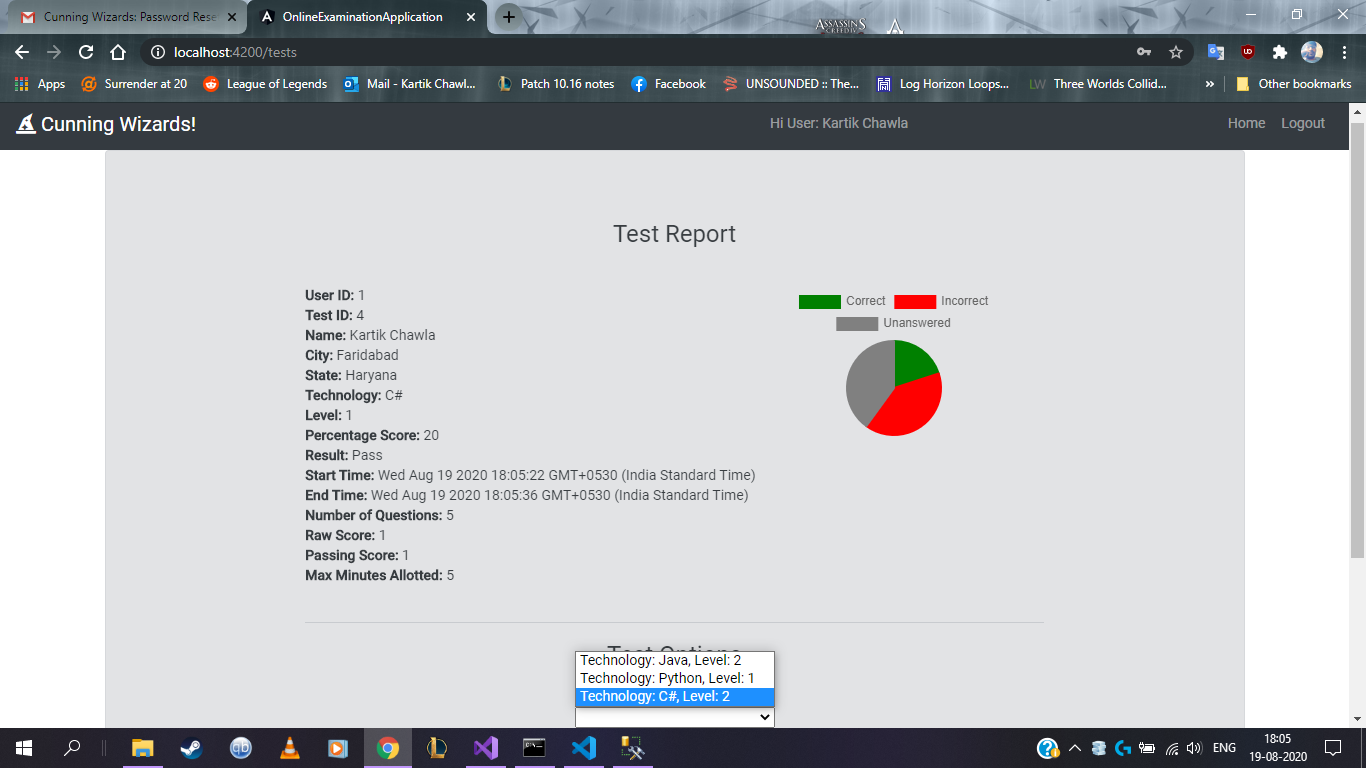 Cunning Wizards: Password Rese
OnlineExaminationApplication
ASSASSIN'S
localhost:4200/tests
Apps
Surrender at 20
League of Legends
Mail - Kartik Chawl...
Patch 10.16 notes
Facebook
UNSOUNDED :: The...
Log Horizon Loops...
LW
Three Worlds Collid...
»
Other bookmarks
Cunning Wizards!
Hi User: Kartik Chawla
Home
Logout
Test Report
User ID: 1
Test ID: 4
Name: Kartik Chawla
City: Faridabad
State: Haryana
Technology: C#
Level: 1
Percentage Score: 20
Result: Pass
Start Time: Wed Aug 19 2020 18:05:22 GMT+0530 (India Standard Time)
End Time: Wed Aug 19 2020 18:05:36 GMT+0530 (India Standard Time)
Number of Questions: 5
Raw Score: 1
Passing Score: 1
Max Minutes Allotted: 5
Correct
Incorrect
Unanswered
Test Options
Technology: Java, Level: 2
Technology: Python, Level: 1
Technology: C#, Level: 2
ENG
18:05
19-08-2020